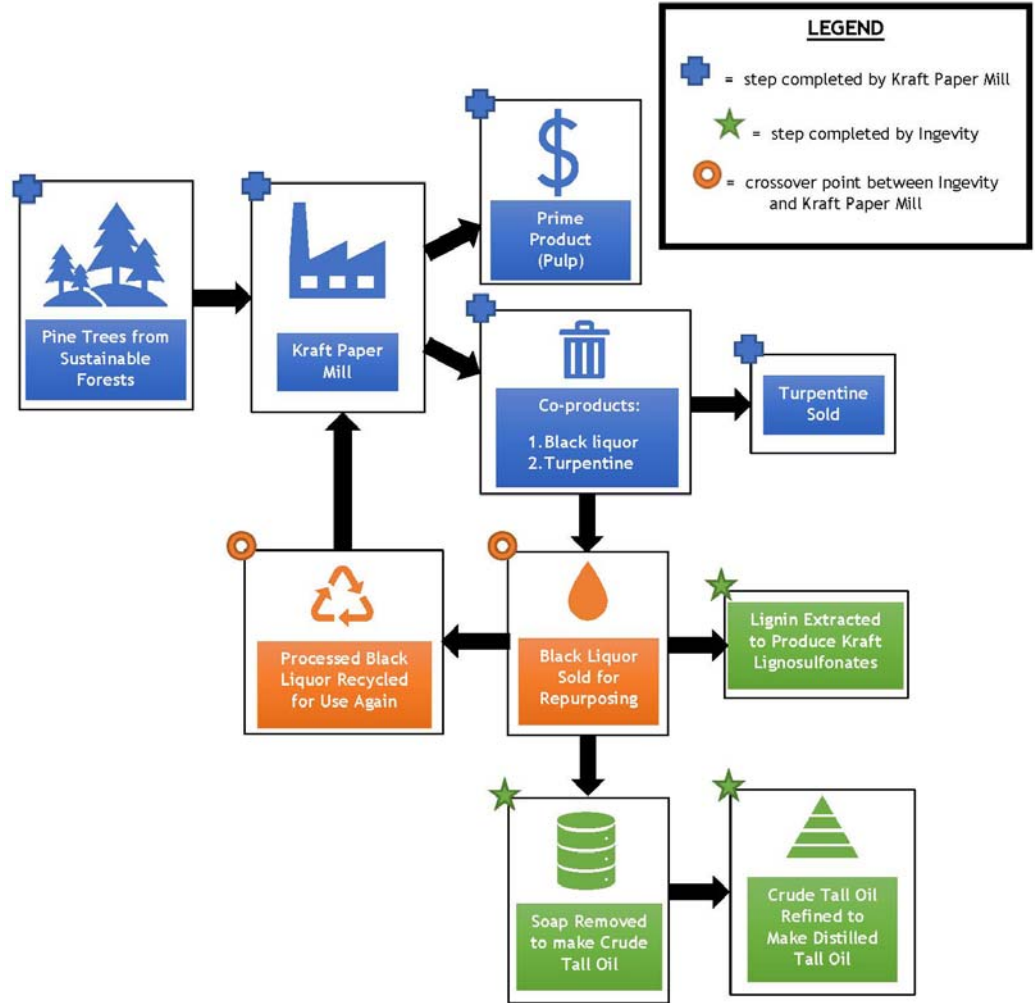 LEGEND
= step completed by Kraft Paper Mill
= step completed by Ingevity
= crossover point between Ingevity
and Kraft Paper Mill
Prime
Product
(Pulp)
Pine Trees from
Sustainable
Forests
Kraft Paper
Mill
Co-products:
1.Black liquor
2.Turpentine
Turpentine
Sold
Processed Black
Liquor Recycled
for Use Again
Black Liquor
Sold for
Repurposing
Lignin Extracted
to Produce Kraft
Lignosulfonates
Soap Removed
to make Crude
Tall Oil
Crude Tall Oil
Refined to
Make Distilled
Tall Oil